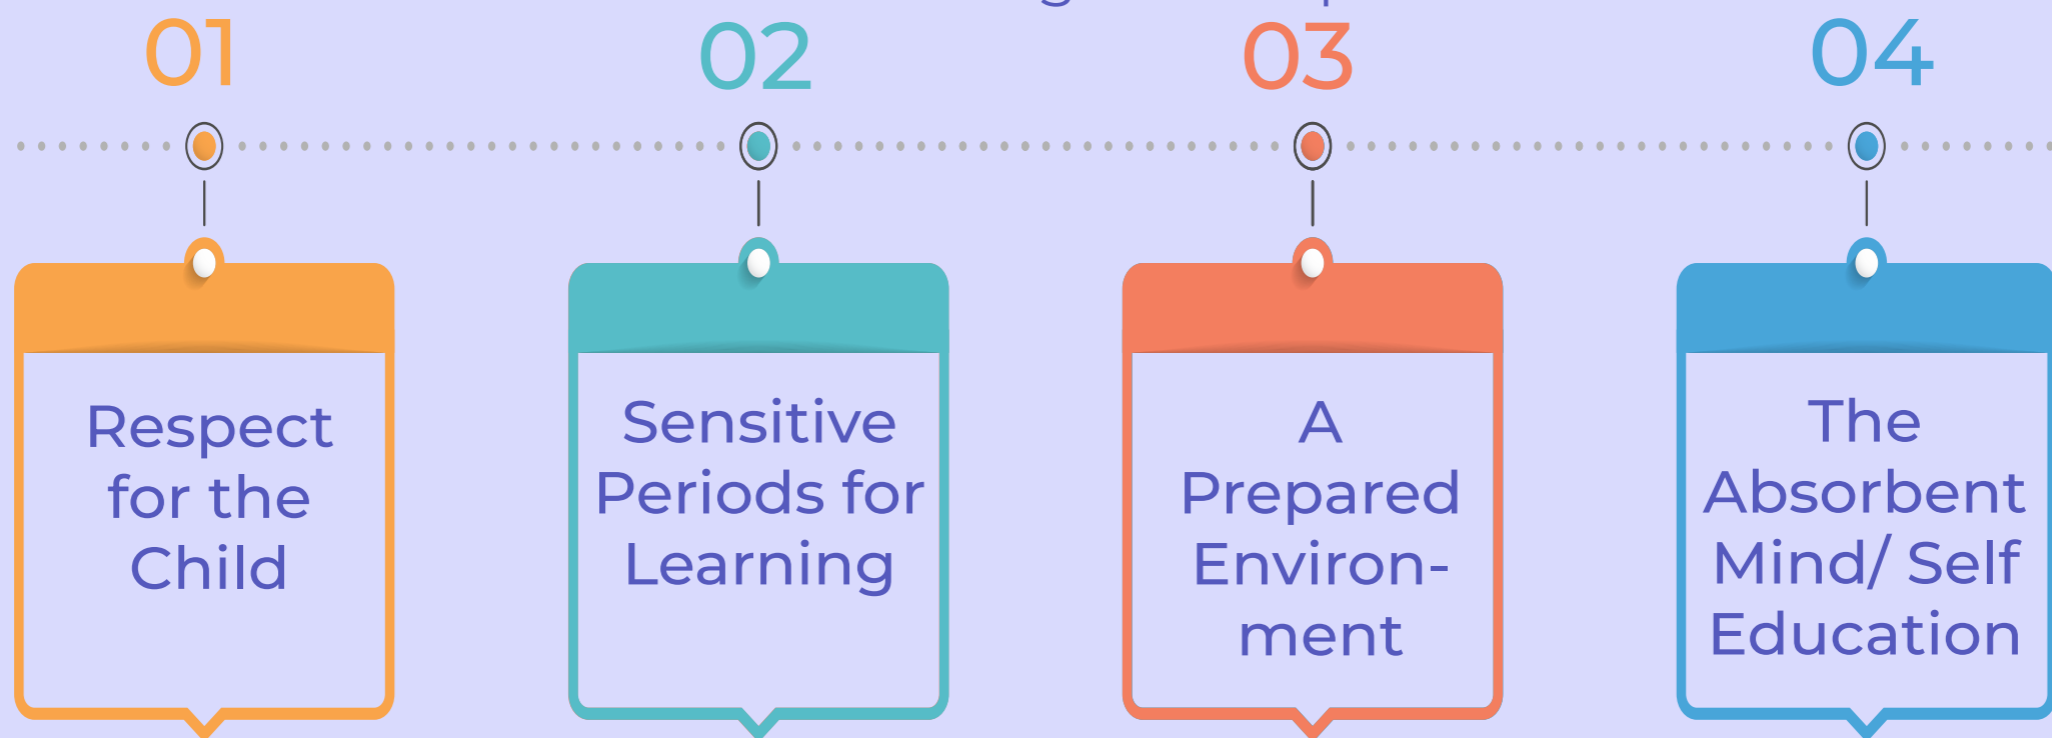 01
02
03
04
Respect
for the
Child
Sensitive
Periods for
Learning
A
Prepared
Environ-
ment
The
Absorbent
Mind/ Self
Education